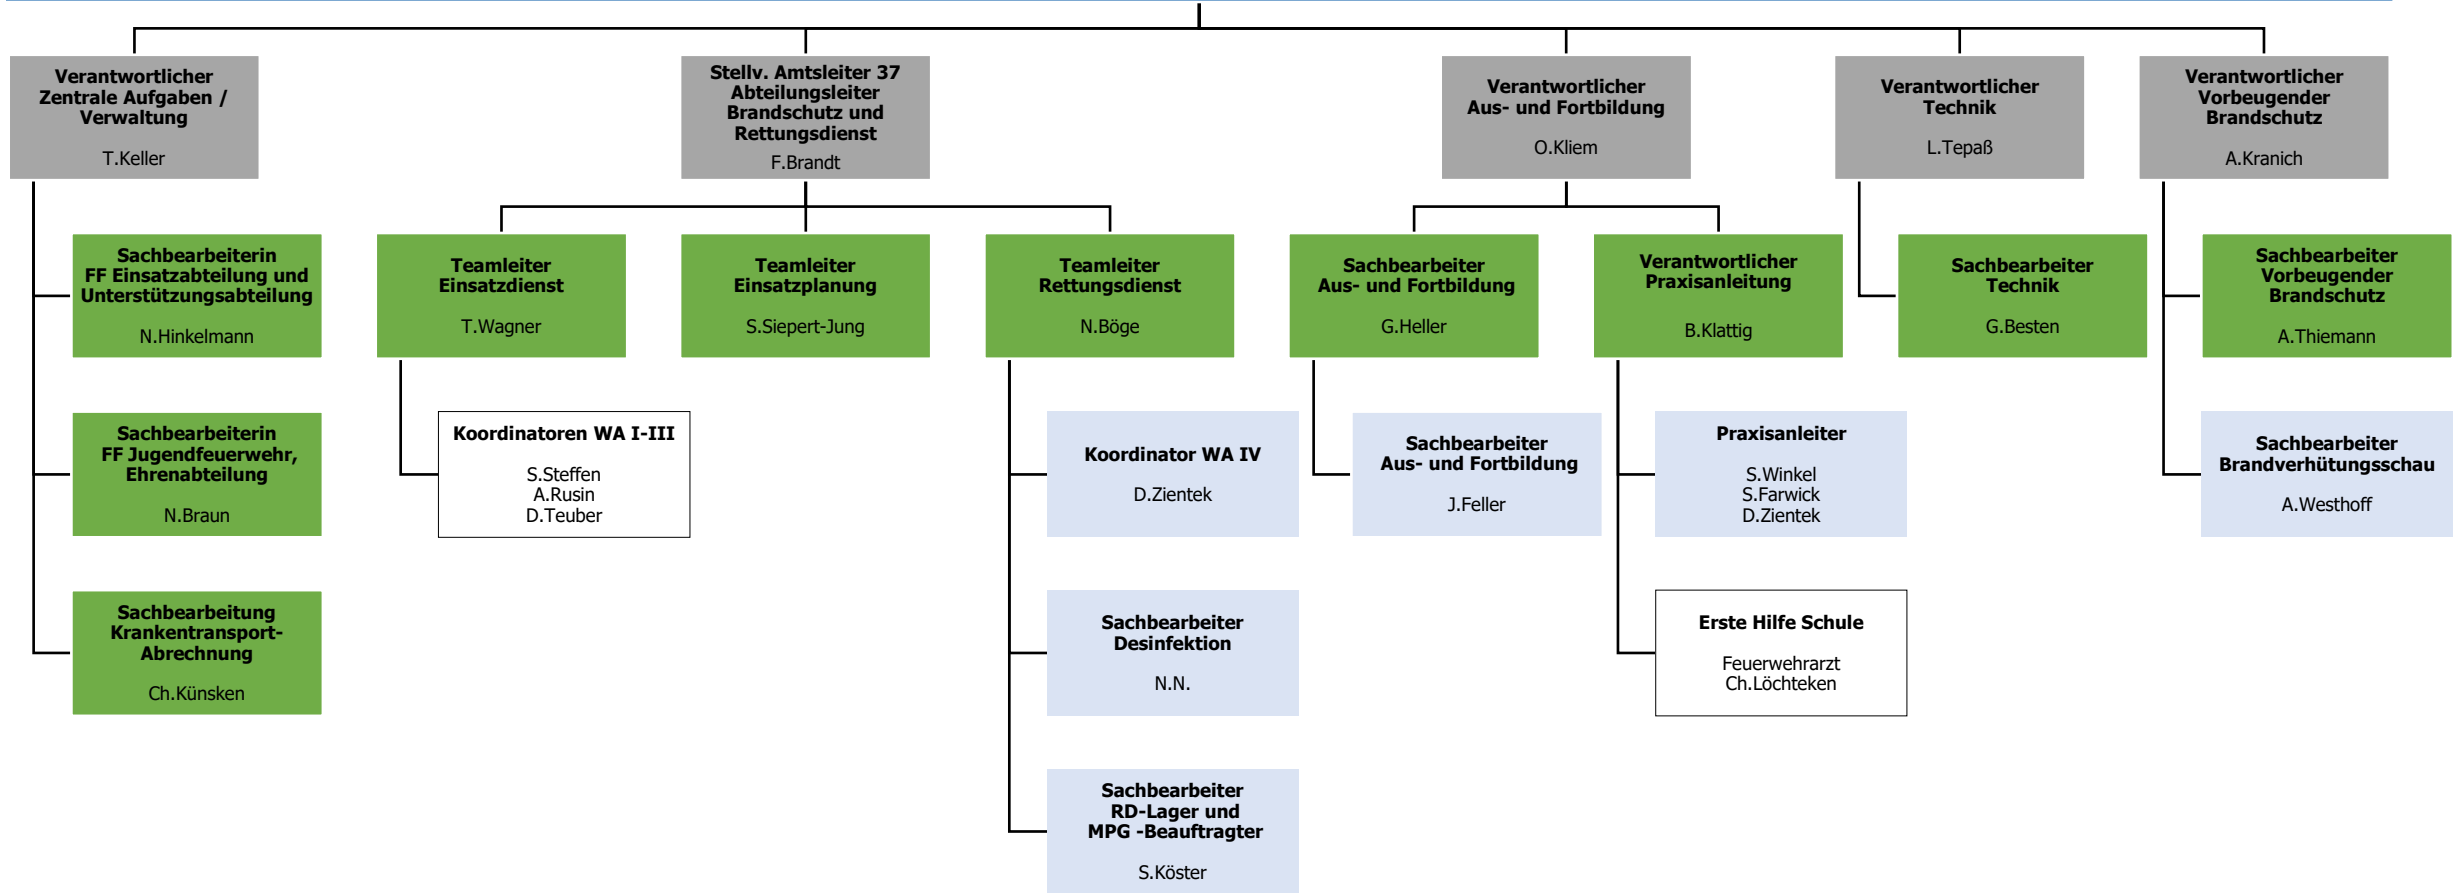 Verantwortlicher
Zentrale Aufgaben /
Verwaltung
T.Keller
Stellv. Amtsleiter 37
Abteilungsleiter
Brandschutz und
Rettungsdienst
F.Brandt
Verantwortlicher
Aus- und Fortbildung
O.Kliem
Verantwortlicher
Technik
L.Tepaß
Verantwortlicher
Vorbeugender
Brandschutz
A.Kranich
Sachbearbeiterin
FF Einsatzabteilung und
Unterstützungsabteilung
N.Hinkelmann
Teamleiter
Einsatzdienst
T.Wagner
Teamleiter
Einsatzplanung
S.Siepert-Jung
Teamleiter
Rettungsdienst
N.Böge
Sachbearbeiter
Aus- und Fortbildung
G.Heller
Verantwortlicher
Praxisanleitung
B.Klattig
Sachbearbeiter
Technik
G.Besten
Sachbearbeiter
Vorbeugender
Brandschutz
A.Thiemann
Sachbearbeiterin
FF Jugendfeuerwehr,
Ehrenabteilung
N.Braun
Koordinatoren WA I-III
S.Steffen
A.Rusin
D.Teuber
Koordinator WA IV
D.Zientek
Sachbearbeiter
Aus- und Fortbildung
J.Feller
Praxisanleiter
S.Winkel
S.Farwick
D.Zientek
Sachbearbeiter
Brandverhütungsschau
A.Westhoff
Sachbearbeitung
Krankentransport-
Abrechnung
Ch.Künsken
Sachbearbeiter
Desinfektion
N.N.
Erste Hilfe Schule
Feuerwehrarzt
Ch.Löchteken
Sachbearbeiter
RD-Lager und
MPG -Beauftragter
S.Köster